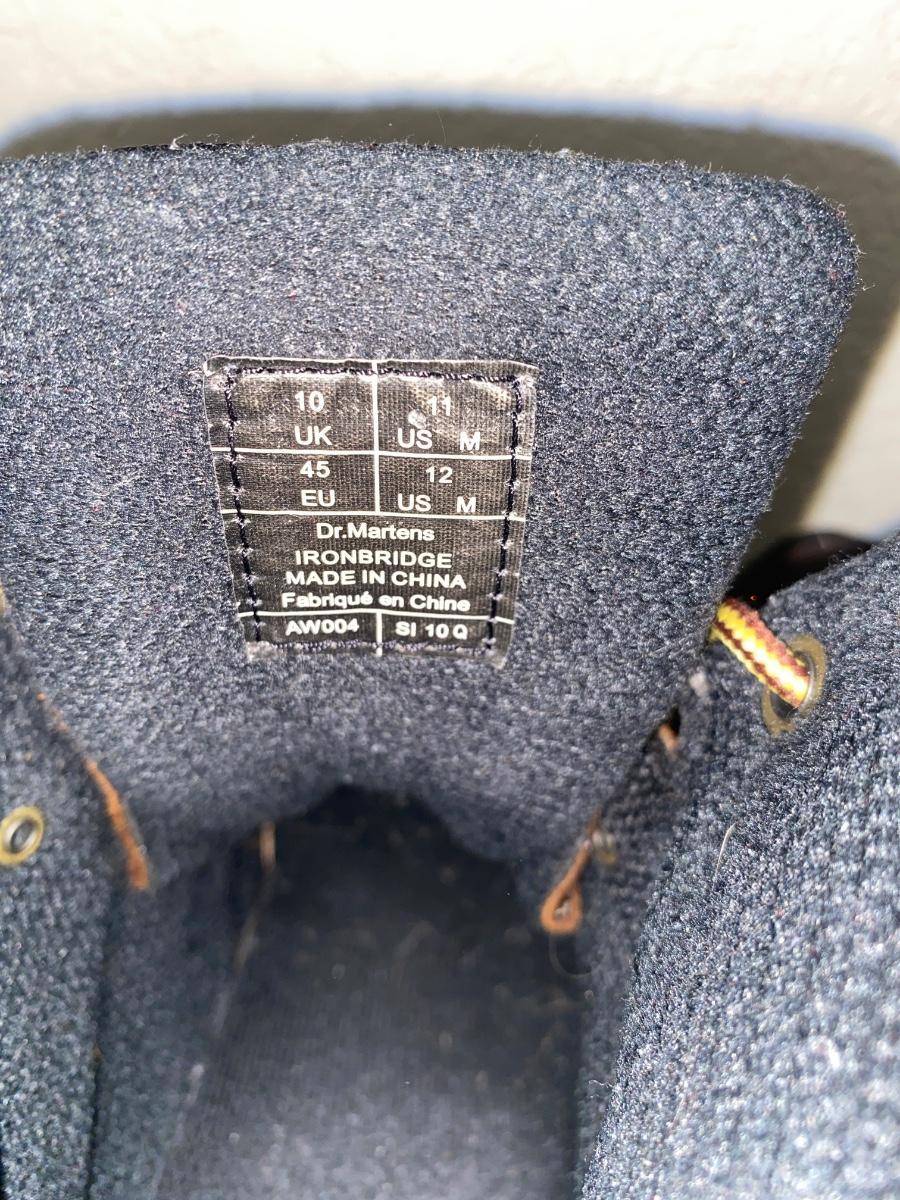 10 11
UK US M
45 12
EU US M
Dr.Martens
IRONBRIDGE
MADE IN CHINA
Fabriqué en Chine
AW004 SI 10 Q